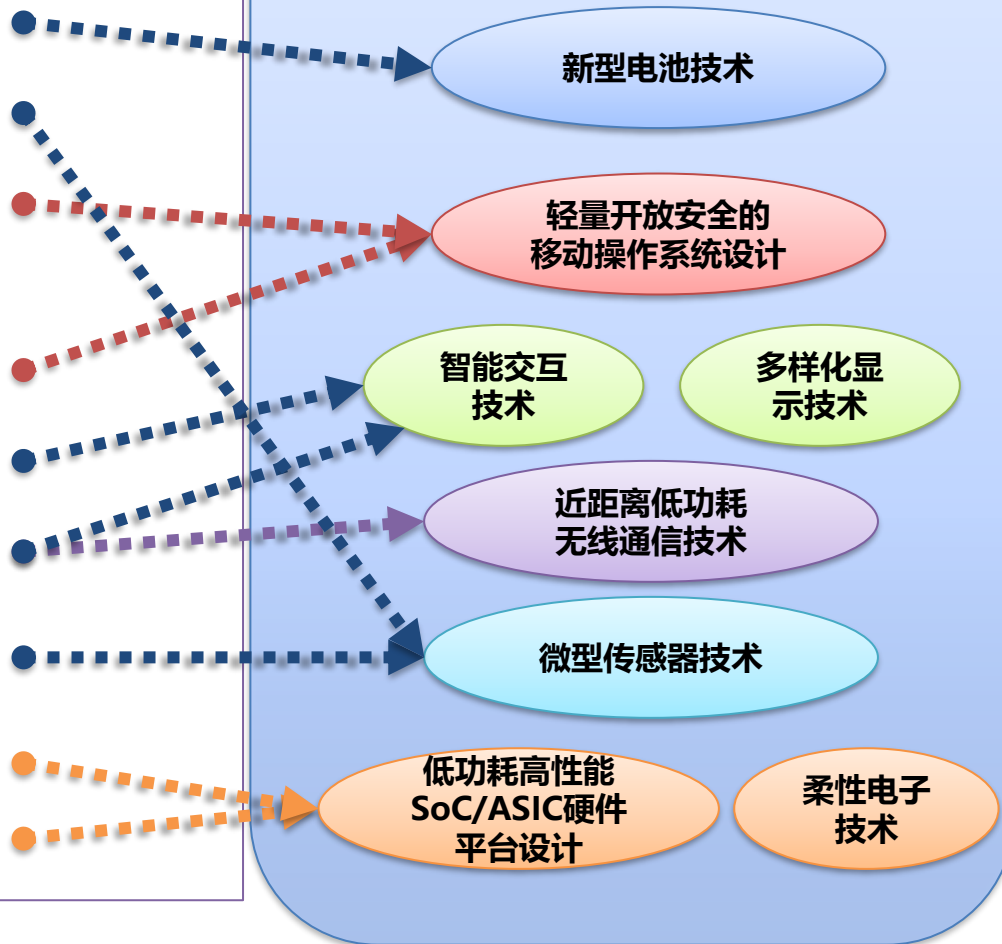 新型电池技术
轻量开放安全的
移动操作系统设计
智能交互
技术
多样化显
示技术
近距离低功耗
无线通信技术
微型传感器技术
低功耗高性能
SoC/ASIC硬件
平台设计
柔性电子
技术